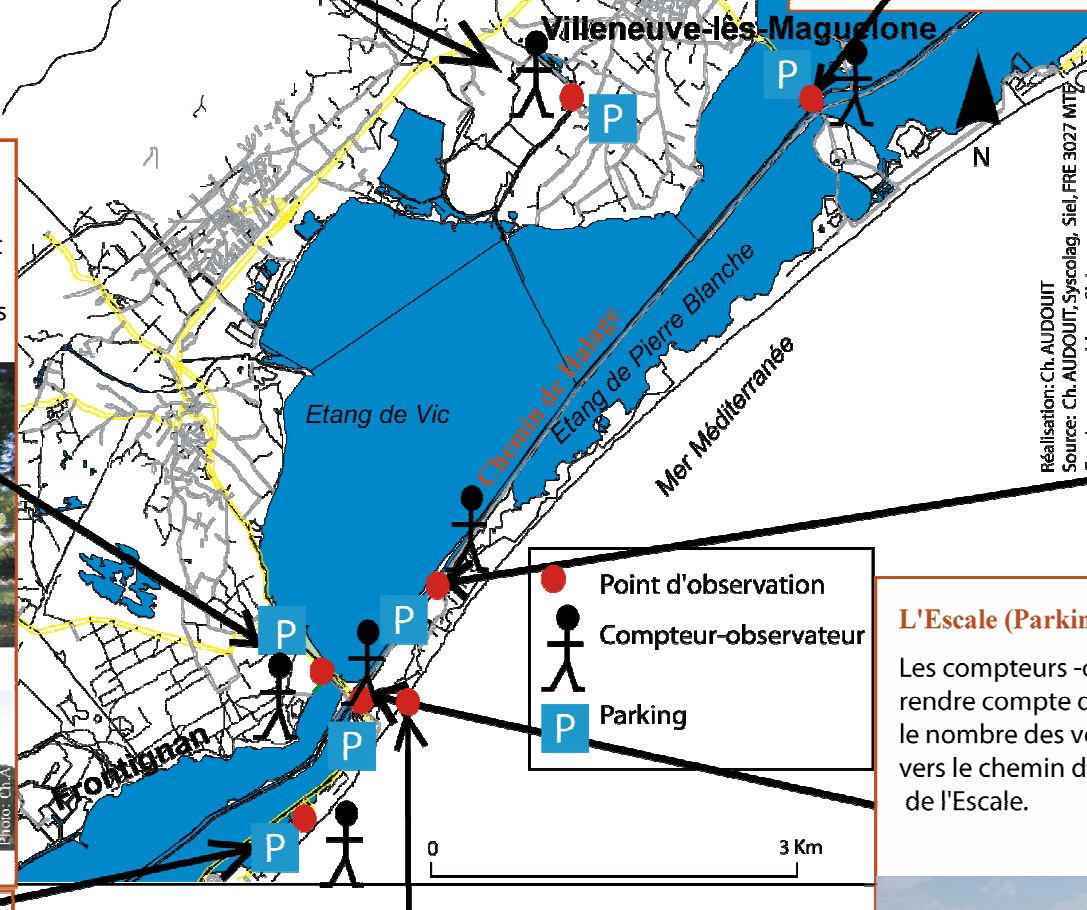 Villeneuve-lès-Maguelone
P
P
N
Réalisation: Ch. AUDOUIT
Source: Ch. AUDOUIT, Syscolag, Siel, FRE 3027 MTE
s
Chemin de Halage
Etang de Pierre Blanche
Mer Méditerranée
Etang de Vic
P
P
P
P
Frontignan
Photo: Ch.A
Point d'observation
Compteur-observateur
P
Parking
0
3 Km
L'Escale (Parkin
Les compteurs -o
rendre compte d
le nombre des v
vers le chemin d
de l'Escale.